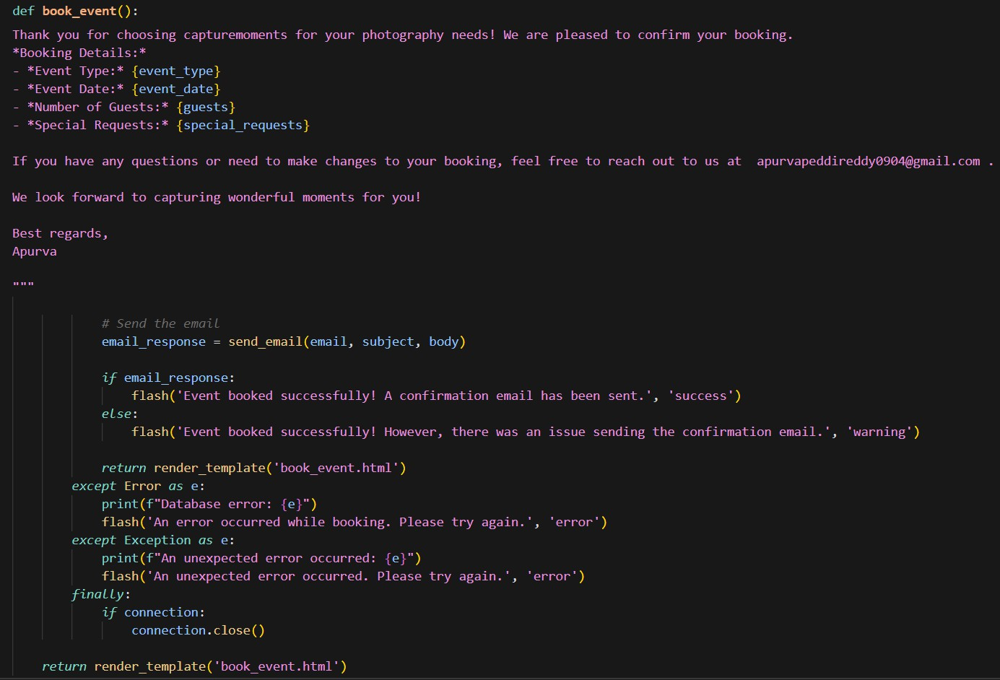 def book_event():
Thank you for choosing capturemoments for your photography needs! We are pleased to confirm your booking.
*Booking Details:*
- *Event Type:* {event_type}
- *Event Date:* {event_date}
- *Number of Guests:* {guests}
- *Special Requests:* {special_requests}
If you have any questions or need to make changes to your booking, feel free to reach out to us at  apurvapeddireddy0904@gmail.com .
We look forward to capturing wonderful moments for you!
Best regards,
Apurva
"""
# Send the email
email_response = send_email(email, subject, body)
if email_response:
flash('Event booked successfully! A confirmation email has been sent.', 'success')
else:
flash('Event booked successfully! However, there was an issue sending the confirmation email.', 'warning')
return render_template('book_event.html')
except Error as e:
print(f"Database error: {e}")
flash('An error occurred while booking. Please try again.', 'error')
except Exception as e:
print(f"An unexpected error occurred: {e}")
flash('An unexpected error occurred. Please try again.', 'error')
finally:
if connection:
connection.close()
return render_template('book_event.html')